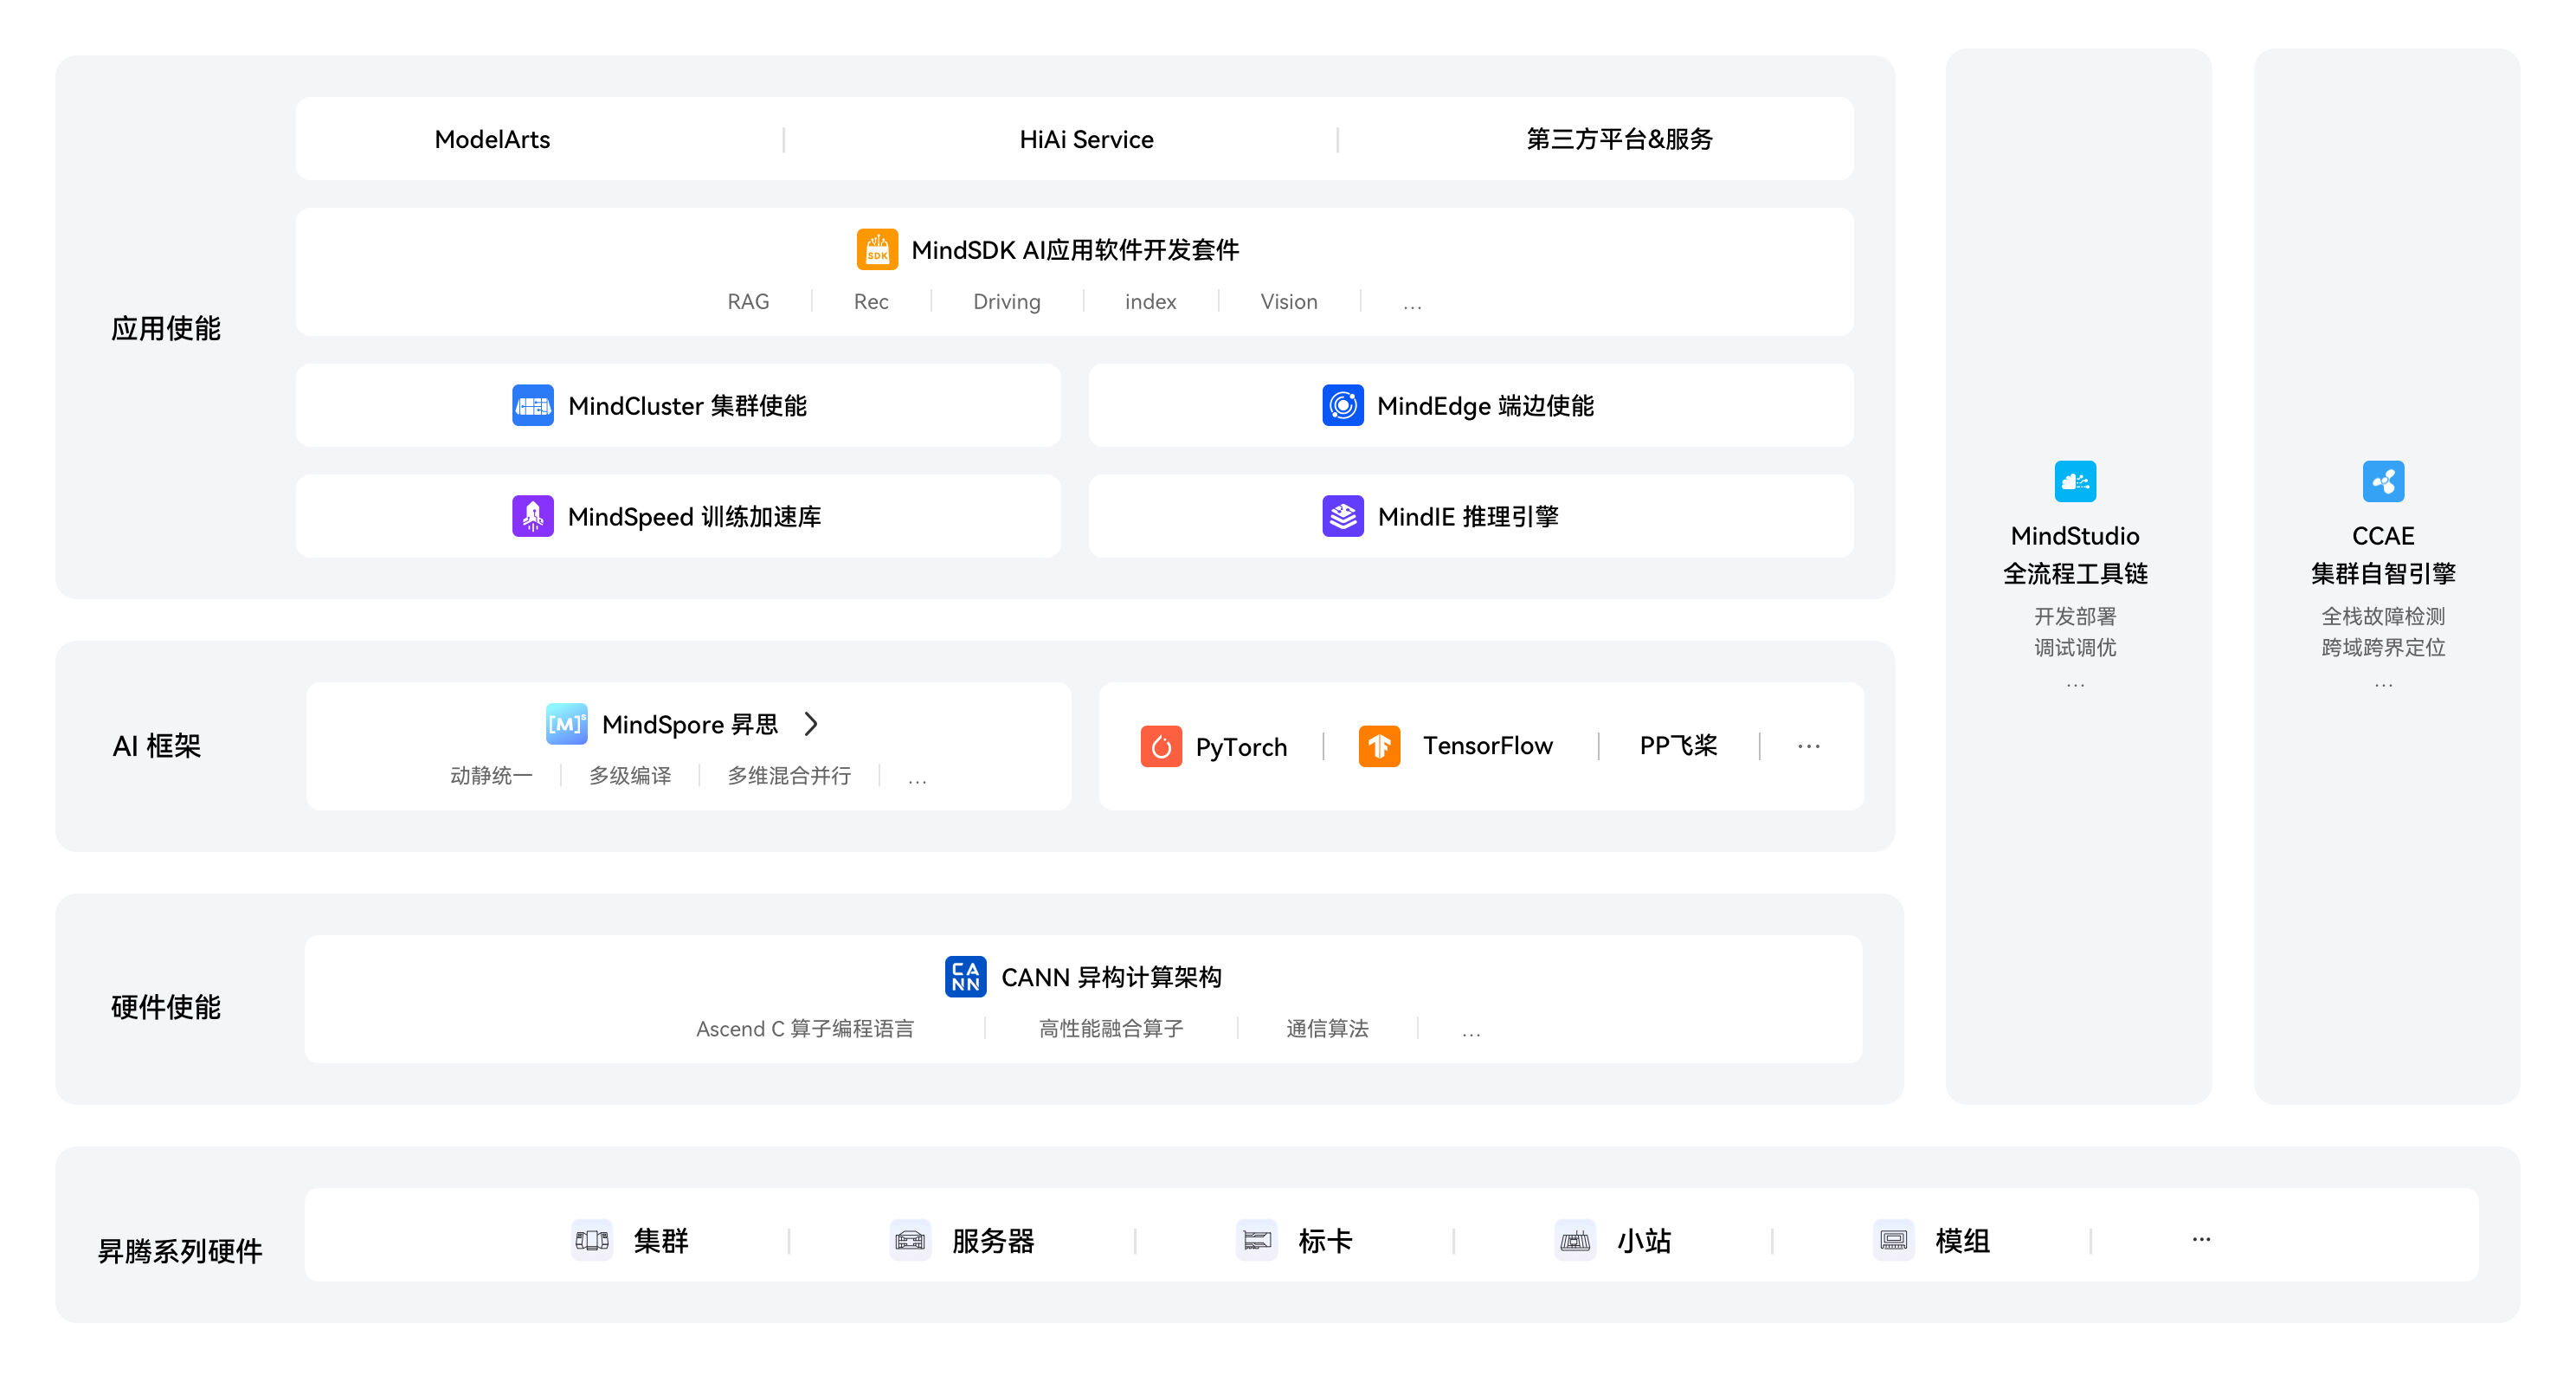 应用使能
ModelArts | HiAi Service | 第三方平台&服务
SDK MindSDK AI应用软件开发套件
RAG | Rec | Driving | index | Vision | ...
MindCluster 集群使能
MindEdge 端边使能
MindSpeed 训练加速库
MindIE 推理引擎
AI 框架
[M]s MindSpore 昇思 >
动静统一 | 多级编译 | 多维混合并行 | ...
PyTorch | TensorFlow | PP飞桨 | ...
硬件使能
CANN CANN 异构计算架构
Ascend C 算子编程语言 | 高性能融合算子 | 通信算法 | ...
MindStudio
全流程工具链
开发部署
调试调优
...
CCAE
集群自智引擎
全栈故障检测
跨域跨界定位
...
昇腾系列硬件
集群 | 服务器 | 标卡 | 小站 | 模组 | ...